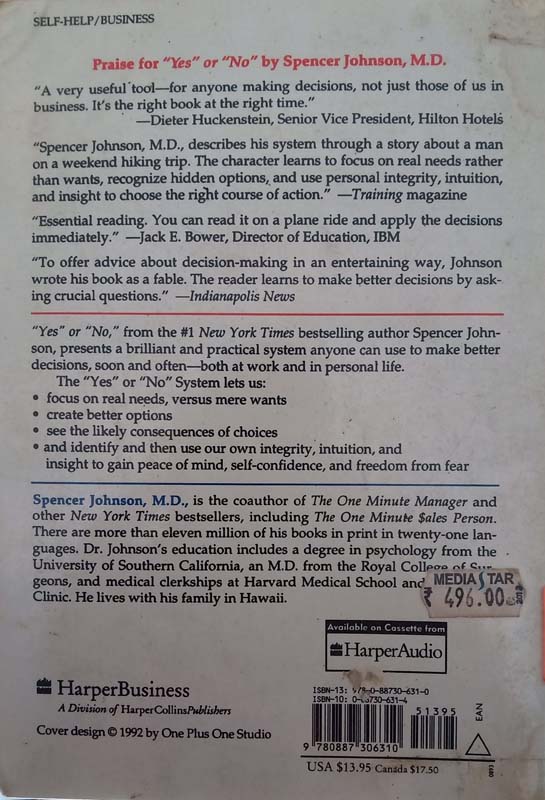 SELF-HELP/BUSINESS
Praise for "Yes" or "No" by Spencer Johnson, M.D.
"A very useful tool—for anyone making decisions, not just those of us in
business. It's the right book at the right time."
—Dieter Huckenstein, Senior Vice President, Hilton Hotels
"Spencer Johnson, M.D., describes his system through a story about a man
on a weekend hiking trip. The character learns to focus on real needs rather
than wants, recognize hidden options, and use personal integrity, intuition,
and insight to choose the right course of action." —Training magazine
"Essential reading. You can read it on a plane ride and apply the decisions
immediately." —Jack E. Bower, Director of Education, IBM
"To offer advice about decision-making in an entertaining way, Johnson
wrote his book as a fable. The reader learns to make better decisions by ask-
ing crucial questions." —Indianapolis News
"Yes" or "No," from the #1 New York Times bestselling author Spencer John-
son, presents a brilliant and practical system anyone can use to make better
decisions, soon and often—both at work and in personal life.
The "Yes" or "No" System lets us:
• focus on real needs, versus mere wants
• create better options
• see the likely consequences of choices
• and identify and then use our own integrity, intuition, and
insight to gain peace of mind, self-confidence, and freedom from fear
Spencer Johnson, M.D., is the coauthor of The One Minute Manager and
other New York Times bestsellers, including The One Minute $ales Person.
There are more than eleven million of his books in print in twenty-one lan-
guages. Dr. Johnson's education includes a degree in psychology from the
University of Southern California, an M.D. from the Royal College of Sur-
geons, and medical clerkships at Harvard Medical School and
Clinic. He lives with his family in Hawaii.
MEDIA STAR
₹ 496.00
Available on Cassette from
HarperAudio
HarperBusiness
A Division of HarperCollinsPublishers
Cover design © 1992 by One Plus One Studio
ISBN-13: 978-0-88730-631-0
ISBN-10: 0-88730-631-4
51395
9 780887 306310
EAN
USA $13.95 Canada $17.50